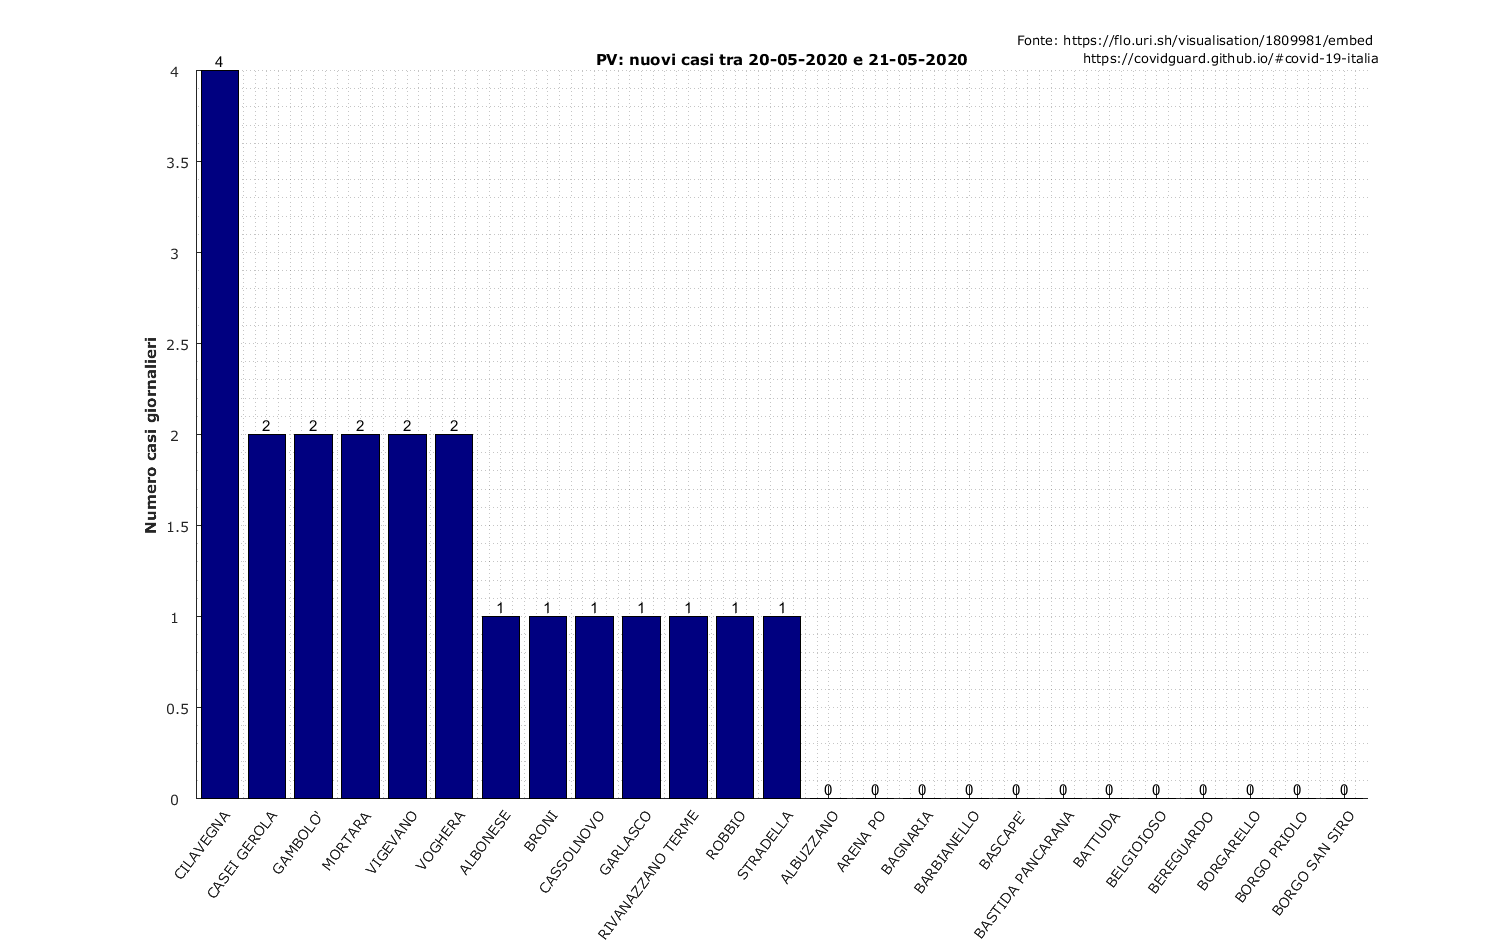 Fonte: https://flo.uri.sh/visualisation/1809981/embed
https://covidguard.github.io/#covid-19-italia
PV: nuovi casi tra 20-05-2020 e 21-05-2020
Numero casi giornalieri
4
3.5
3
2.5
2
1.5
1
0.5
0
4
2
2
2
2
2
1
1
1
1
1
1
1
0
0
0
0
0
0
0
0
0
0
0
0
CILAVEGNA
CASEI GEROLA
GAMBOLO'
MORTARA
VIGEVANO
VOGHERA
ALBONESE
BRONI
CASSOLNOVO
GARLASCO
RIVANAZZANO TERME
ROBBIO
STRADELLA
ALBUZZANO
ARENA PO
BAGNARIA
BARBIANELLO
BASCAPE'
BASTIDA PANCARANA
BATTUDA
BELGIOIOSO
BEREGUARDO
BORGARELLO
BORGO PRIOLO
BORGO SAN SIRO